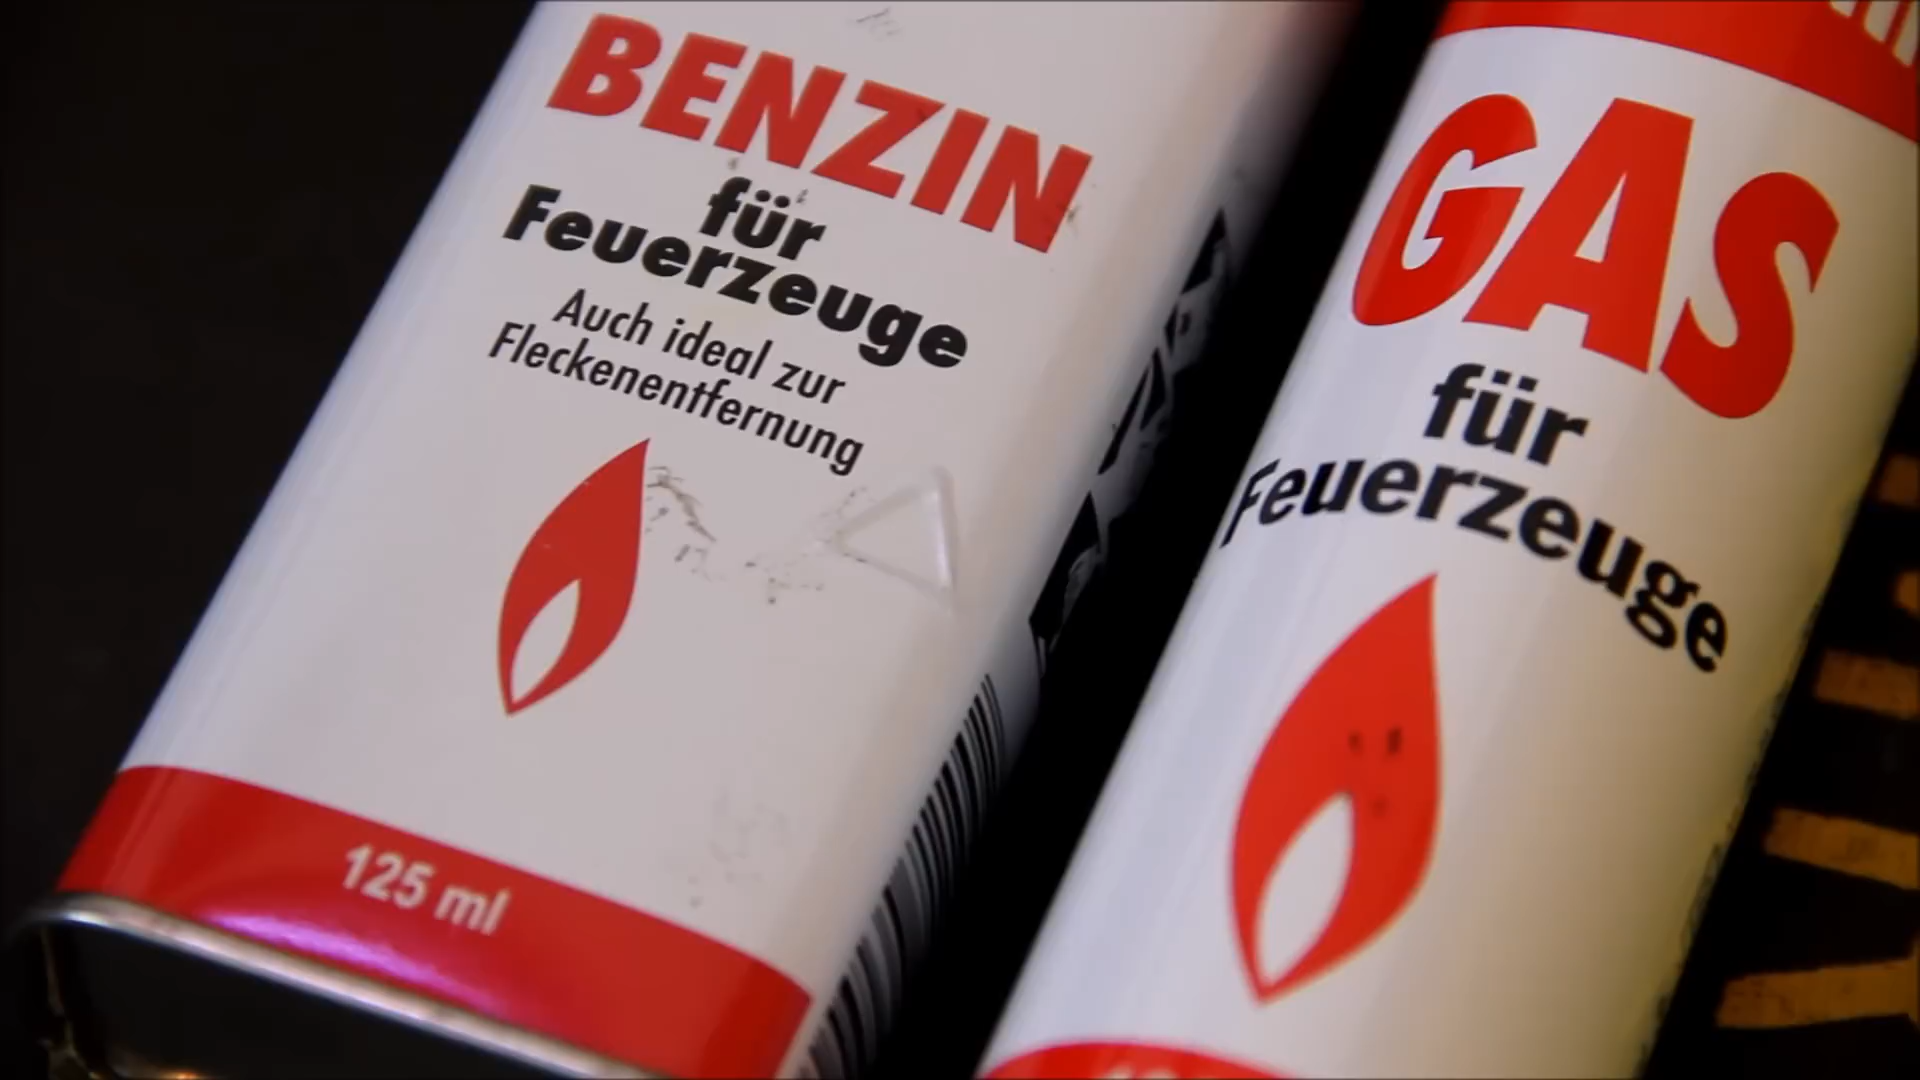 BENZIN
für
Feuerzeuge
Auch ideal zur
Fleckenentfernung
125 ml
GAS
für
Feuerzeuge